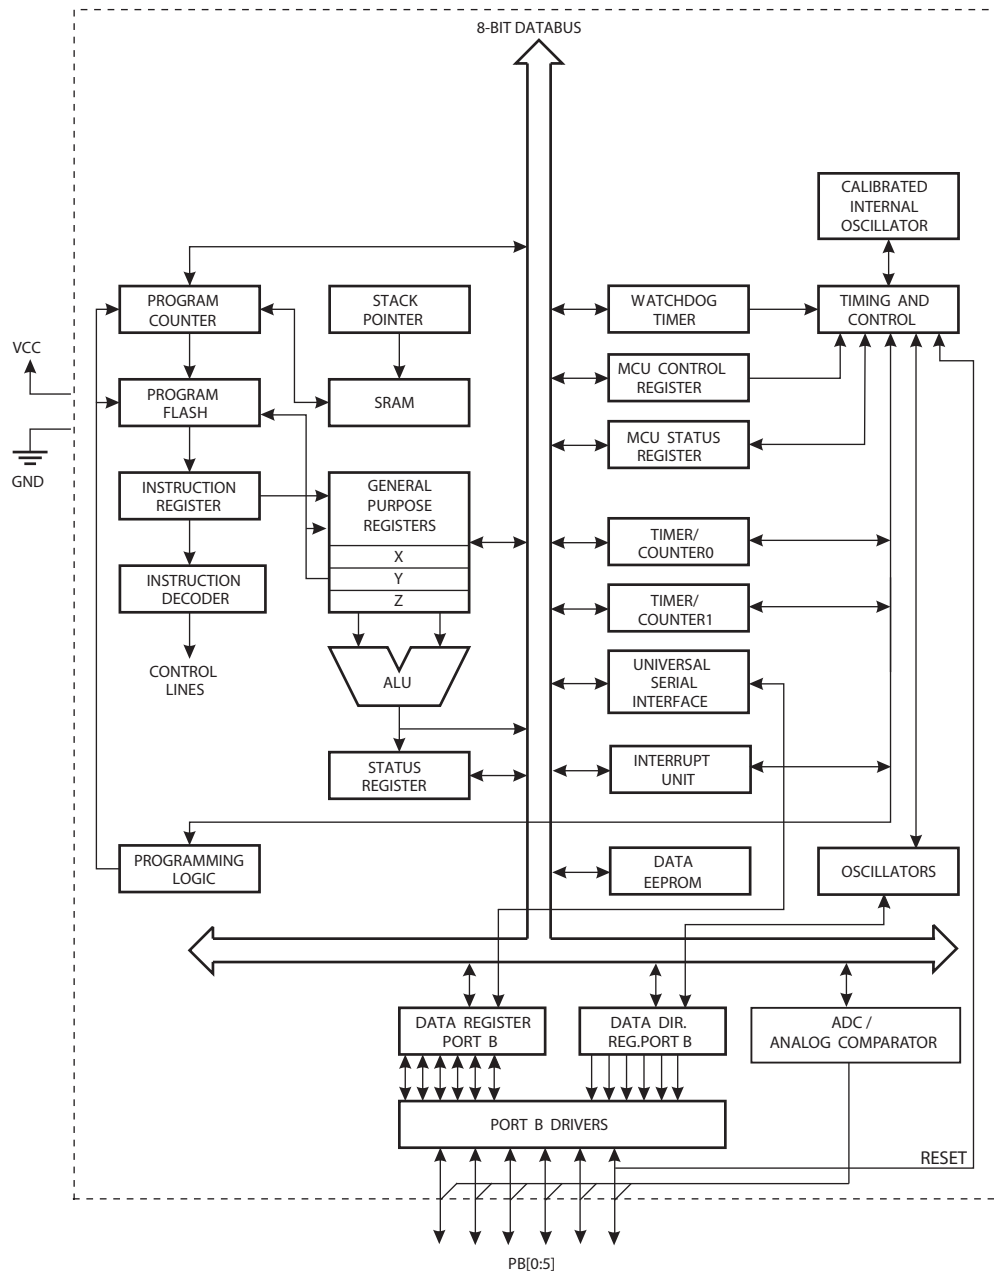 8-BIT DATABUS
CALIBRATED
INTERNAL
OSCILLATOR
PROGRAM
COUNTER
STACK
POINTER
WATCHDOG
TIMER
TIMING AND
CONTROL
VCC
PROGRAM
FLASH
SRAM
MCU CONTROL
REGISTER
MCU STATUS
REGISTER
GND
INSTRUCTION
REGISTER
GENERAL
PURPOSE
REGISTERS
X
Y
Z
TIMER/
COUNTER0
INSTRUCTION
DECODER
TIMER/
COUNTER1
CONTROL
LINES
ALU
UNIVERSAL
SERIAL
INTERFACE
STATUS
REGISTER
INTERRUPT
UNIT
PROGRAMMING
LOGIC
DATA
EEPROM
OSCILLATORS
DATA REGISTER
PORT B
DATA DIR.
REG.PORT B
ADC /
ANALOG COMPARATOR
PORT B DRIVERS
RESET
PB[0:5]